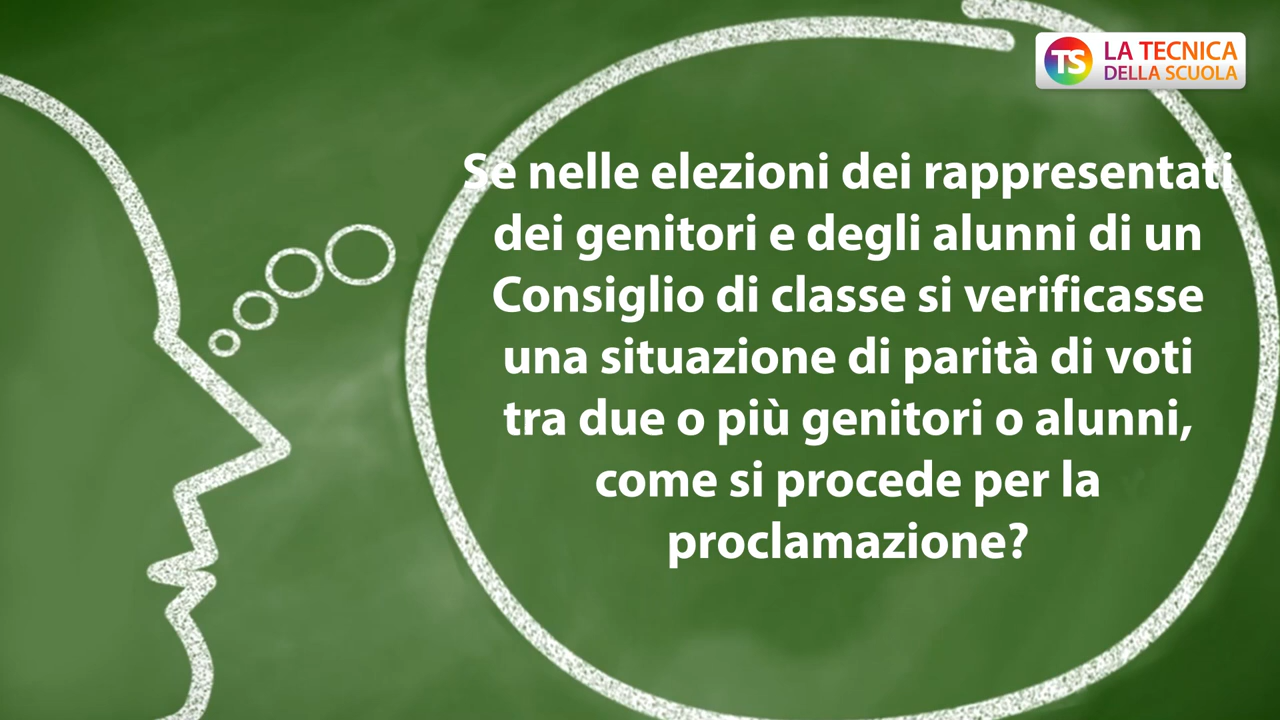 TS LA TECNICA
DELLA SCUOLA
Se nelle elezioni dei rappresentati
dei genitori e degli alunni di un
Consiglio di classe si verificasse
una situazione di parità di voti
tra due o più genitori o alunni,
come si procede per la
proclamazione?